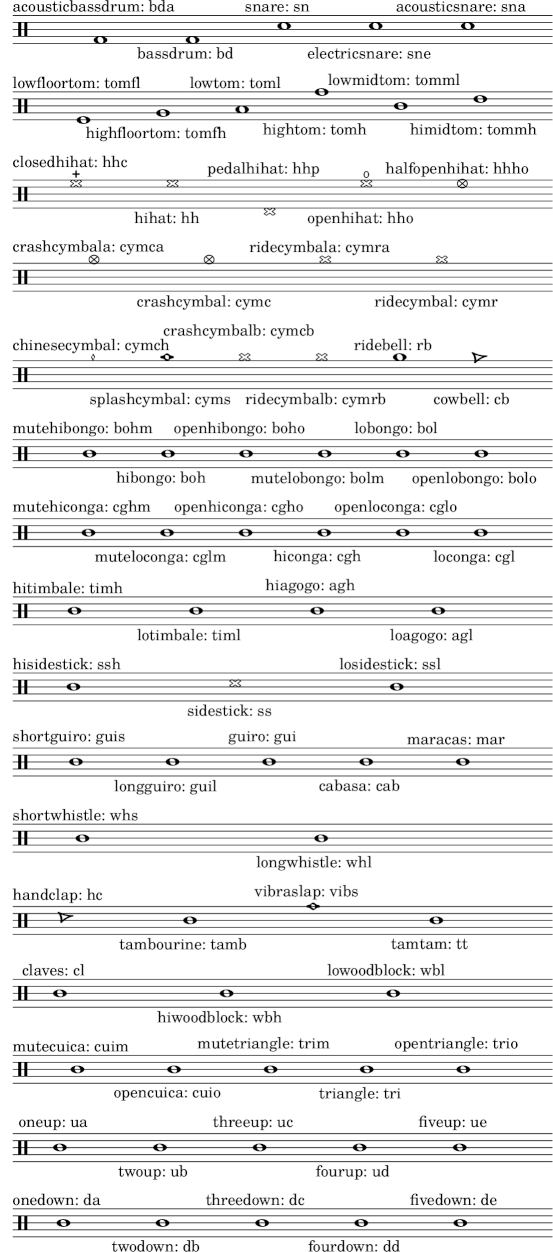 acousticbassdrum: bda snare: sn acousticsnare: sna
bassdrum: bd electricsnare: sne
lowfloortom: tomfl lowtom: toml lowmidtom: tomml
highfloortom: tomfh hightom: tomh himidtom: tommh
closedhihat: hhc pedalhihat: hhp halfopenhihat: hhho
hihat: hh openhihat: hho
crashcymbala: cymca ridecymbala: cymra
crashcymbal: cymc ridecymbal: cymr
crashcymbalb: cymcb
chinesecymbal: cymch ridebell: rb
splashcymbal: cyms ridecymbalb: cymrb cowbell: cb
mutehibongo: bohm openhibongo: boho lobongo: bol
hibongo: boh mutelobongo: bolm openlobongo: bolo
mutehiconga: cghm openhiconga: cgho openloconga: cglo
muteloconga: cglm hiconga: cgh loconga: cgl
hitimbale: timh hiagogo: agh
lotimbale: timl loagogo: agl
hisidestick: ssh losidestick: ssl
sidestick: ss
shortguiro: guis guiro: gui maracas: mar
longguiro: guil cabasa: cab
shortwhistle: whs
longwhistle: whl
handclap: hc vibraslap: vibs
tambourine: tamb tamtam: tt
claves: cl lowoodblock: wbl
hiwoodblock: wbh
mutecuica: cuim mutetriangle: trim opentriangle: trio
opencuica: cuio triangle: tri
oneup: ua threeup: uc fiveup: ue
twoup: ub fourup: ud
onedown: da threedown: dc fivedown: de
twodown: db fourdown: dd